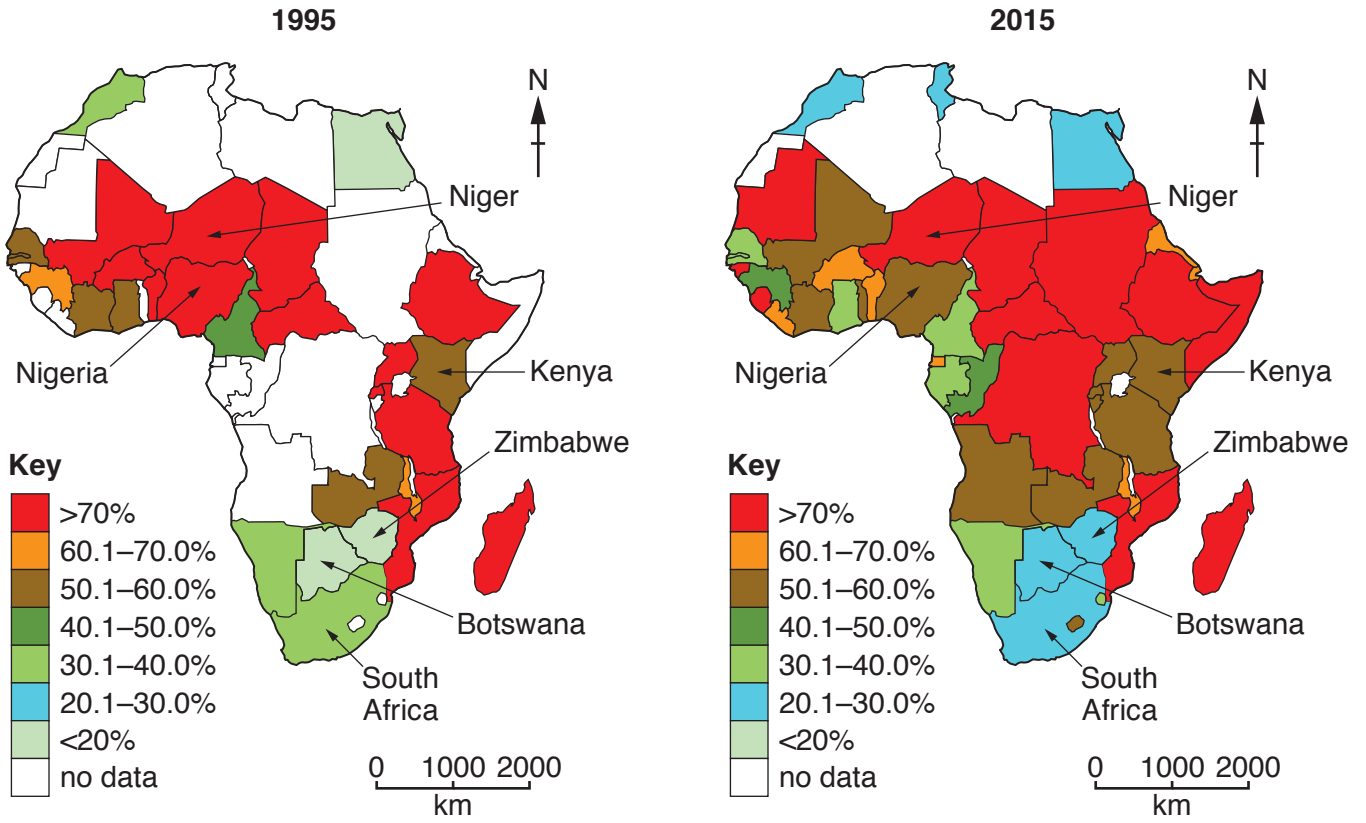 1995
N
Niger
Nigeria
Kenya
Zimbabwe
Botswana
South
Africa
Key
>70%
60.1–70.0%
50.1–60.0%
40.1–50.0%
30.1–40.0%
20.1–30.0%
<20%
no data
0 1000 2000
km
2015
N
Niger
Nigeria
Kenya
Zimbabwe
Botswana
South
Africa
Key
>70%
60.1–70.0%
50.1–60.0%
40.1–50.0%
30.1–40.0%
20.1–30.0%
<20%
no data
0 1000 2000
km